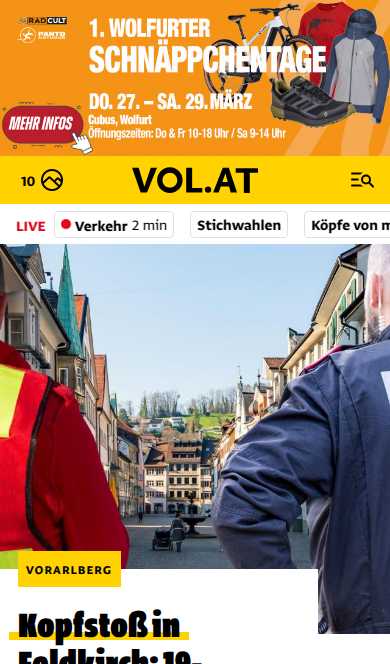 RADCULT
PANTO
1. WOLFURTER
SCHNÄPPCHENTAGE
DO. 27. – SA. 29. MÄRZ
Cubus, Wolfurt
Öffnungszeiten: Do & Fr 10-18 Uhr / Sa 9-14 Uhr
MEHR INFOS
10
VOL.AT
LIVE
Verkehr 2 min
Stichwahlen
Köpfe von
VORARLBERG
Kopfstoß in
Feldkirch: 19-